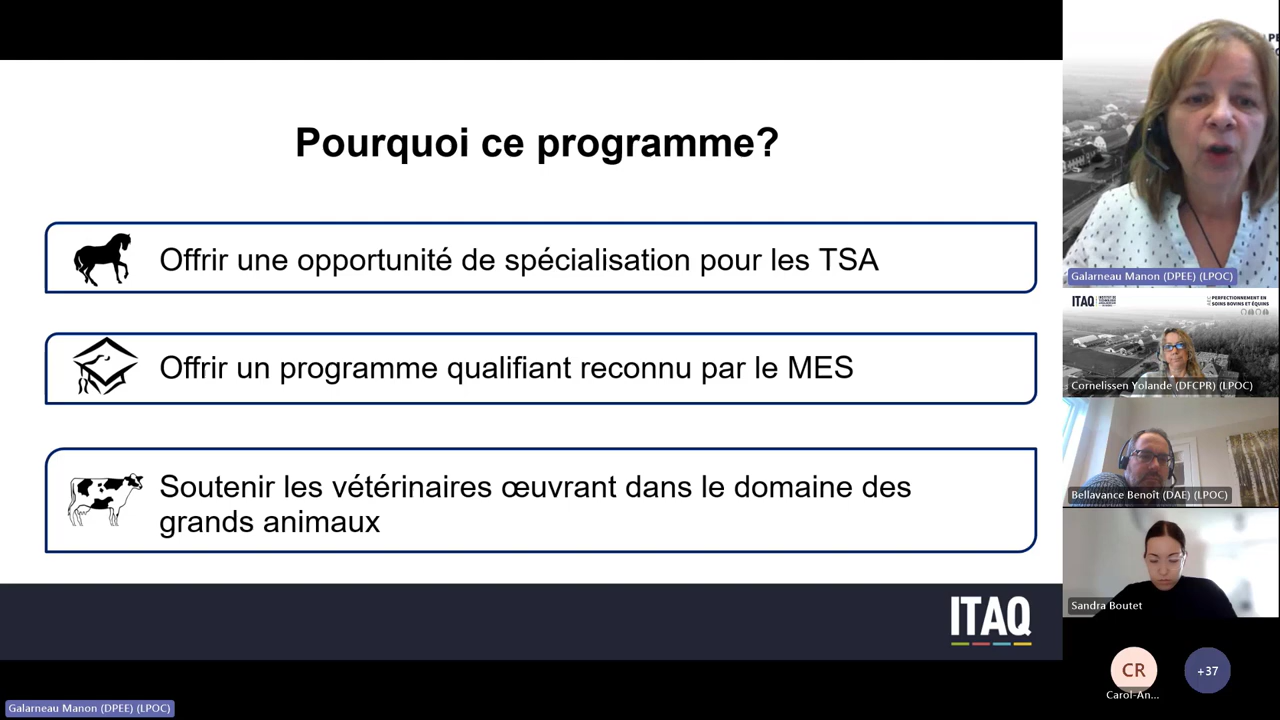 Pourquoi ce programme?
Offrir une opportunité de spécialisation pour les TSA
Offrir un programme qualifiant reconnu par le MES
Soutenir les vétérinaires œuvrant dans le domaine des
grands animaux
ITAQ
Galarneau Manon (DPEE) (LPOC)
Galarneau Manon (DPEE) (LPOC)
ITAQ
PERFECTIONNEMENT EN
SOINS BOVINS ET ÉQUINS
Cornelissen Yolande (DFCPR) (LPOC)
Bellavance Benoît (DAE) (LPOC)
Sandra Boutet
CR
Carol-An...
+37